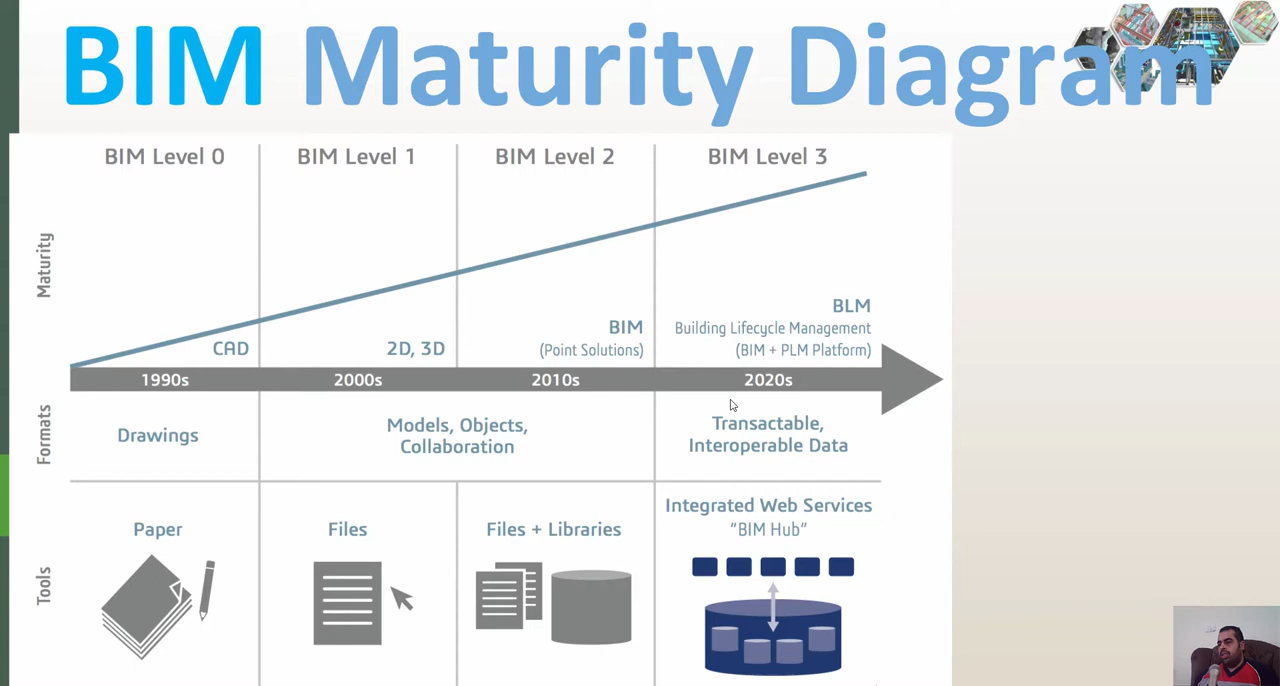 BIM Maturity Diagram
BIM Level 0
BIM Level 1
BIM Level 2
BIM Level 3
Maturity
CAD
2D, 3D
BIM
(Point Solutions)
BLM
Building Lifecycle Management
(BIM + PLM Platform)
1990s
2000s
2010s
2020s
Formats
Drawings
Models, Objects,
Collaboration
Transactable,
Interoperable Data
Tools
Paper
Files
Files + Libraries
Integrated Web Services
“BIM Hub”